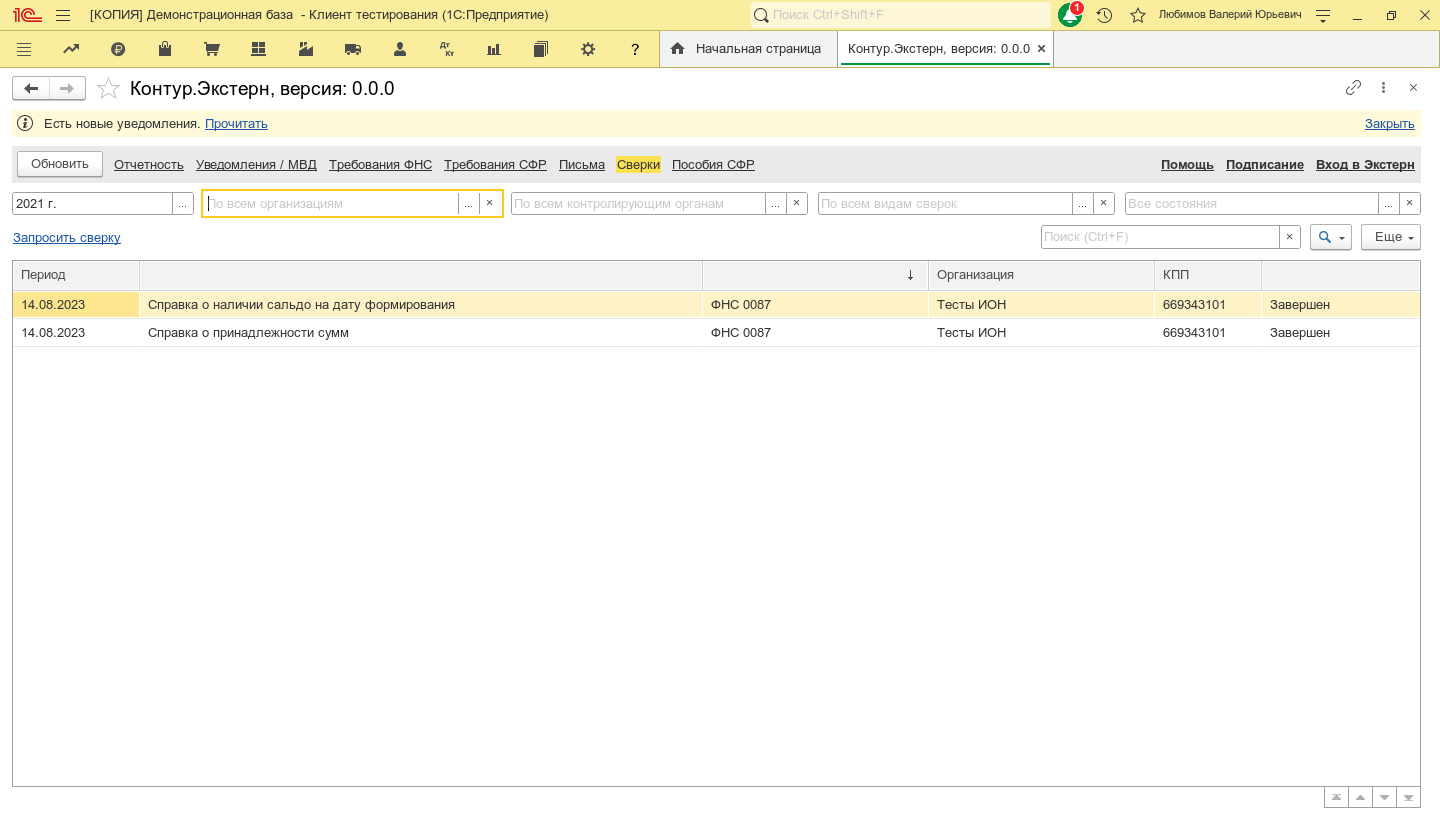 1С [КОПИЯ] Демонстрационная база - Клиент тестирования (1С:Предприятие) Поиск Ctrl+Shift+F 1 Любимов Валерий Юрьевич
Дт Кт ? Начальная страница Контур.Экстерн, версия: 0.0.0
Контур.Экстерн, версия: 0.0.0
Есть новые уведомления. Прочитать Закрыть
Обновить Отчетность Уведомления / МВД Требования ФНС Требования СФР Письма Сверки Пособия СФР Помощь Подписание Вход в Экстерн
2021 г. ... По всем организациям ... × По всем контролирующим органам ... × По всем видам сверок ... × Все состояния ... ×
Запросить сверку Поиск (Ctrl+F) × Еще
Период ↓ Организация КПП
14.08.2023 Справка о наличии сальдо на дату формирования ФНС 0087 Тесты ИОН 669343101 Завершен
14.08.2023 Справка о принадлежности сумм ФНС 0087 Тесты ИОН 669343101 Завершен